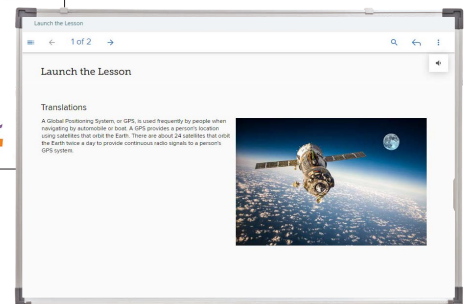 Launch the Lesson
1 of 2
Launch the Lesson
Translations
A Global Positioning System, or GPS, is used frequently by people when
navigating by automobile or boat. A GPS provides a person's location
using satellites that orbit the Earth. There are about 24 satellites that orbit
the Earth twice a day to provide continuous radio signals to a person's
GPS system.